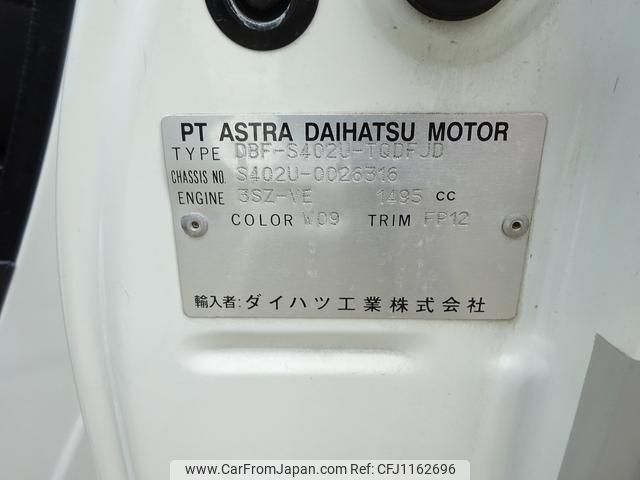 PT ASTRA DAIHATSU MOTOR
TYPE DBF-S402U-TQDFJD
CHASSIS NO. S402U-0026316
ENGINE 3SZ-VE 1495 CC
COLOR W09 TRIM FP12
輸入者: ダイハツ工業株式会社
www.CARFROMJAPAN.com CFJ1162696